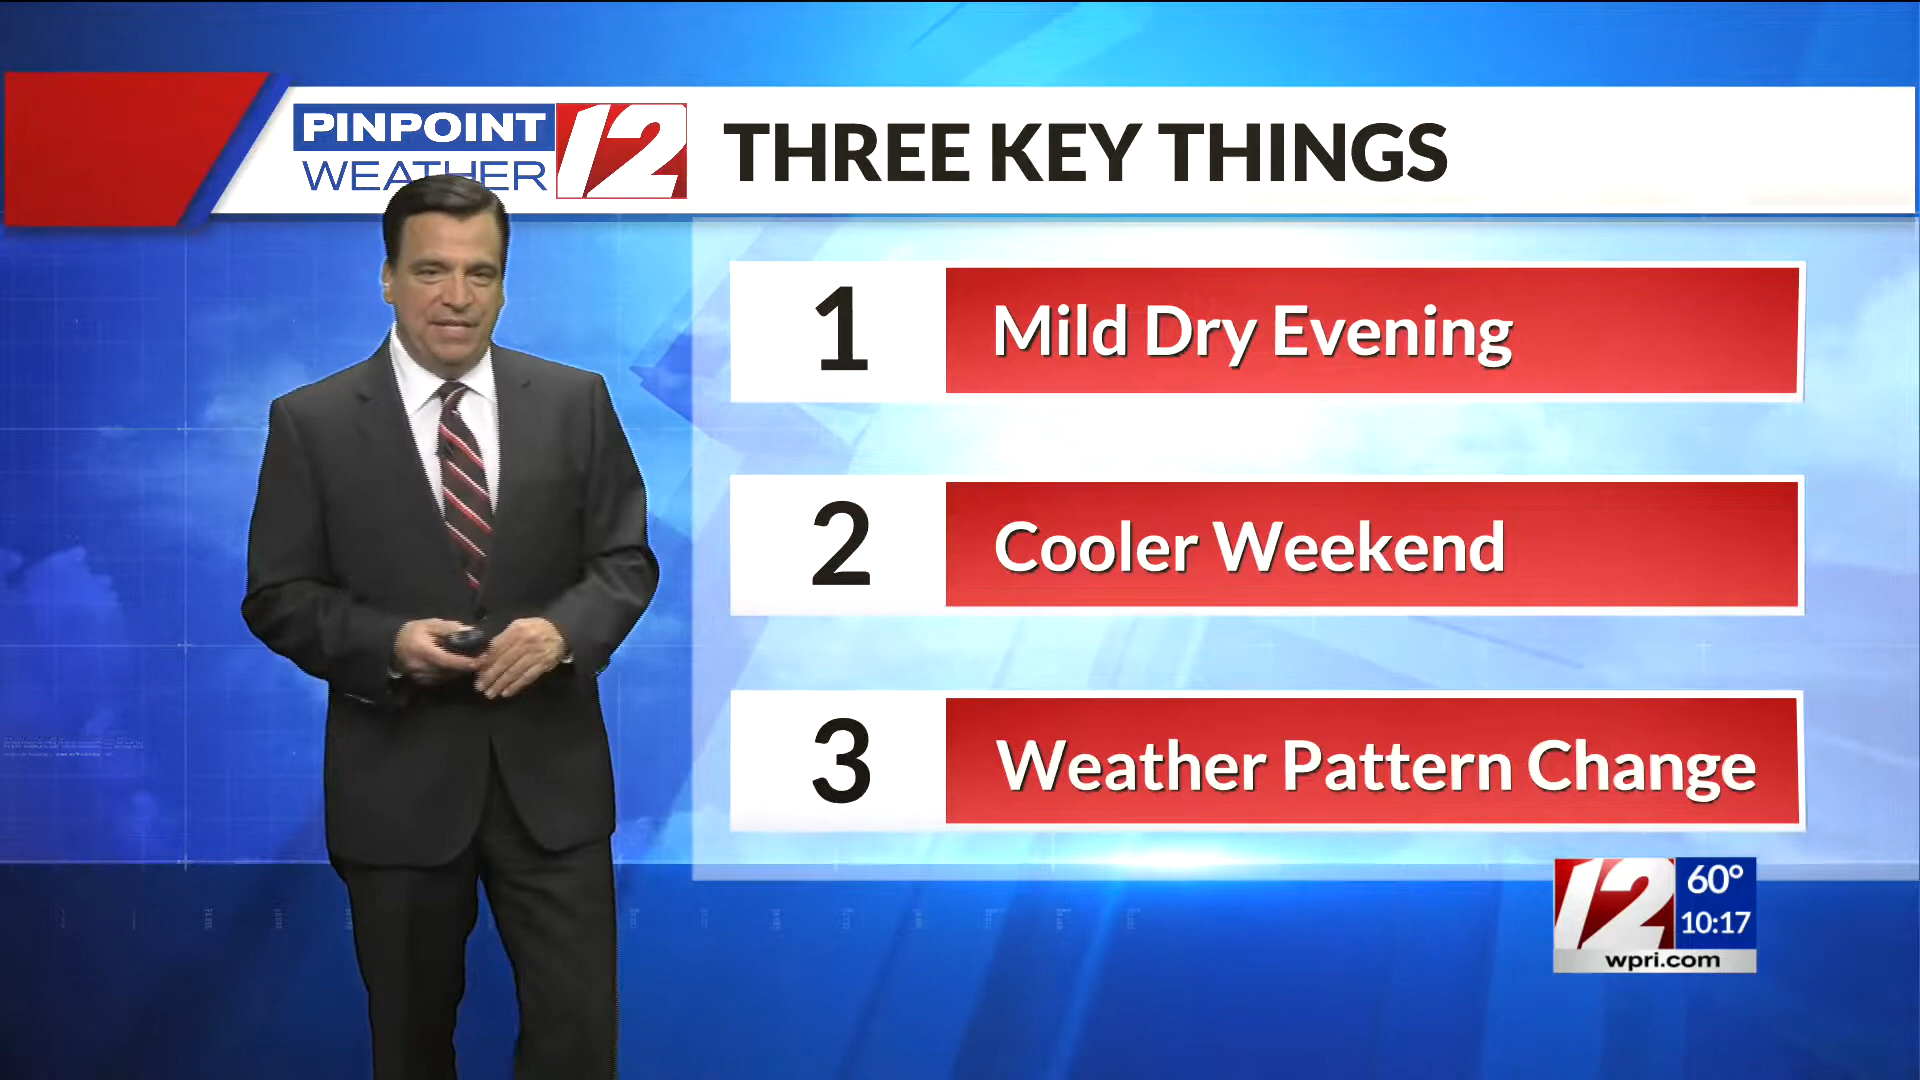 PINPOINT
WEATHER
12
THREE KEY THINGS
1
Mild Dry Evening
2
Cooler Weekend
3
Weather Pattern Change
12
60°
10:17
wpri.com